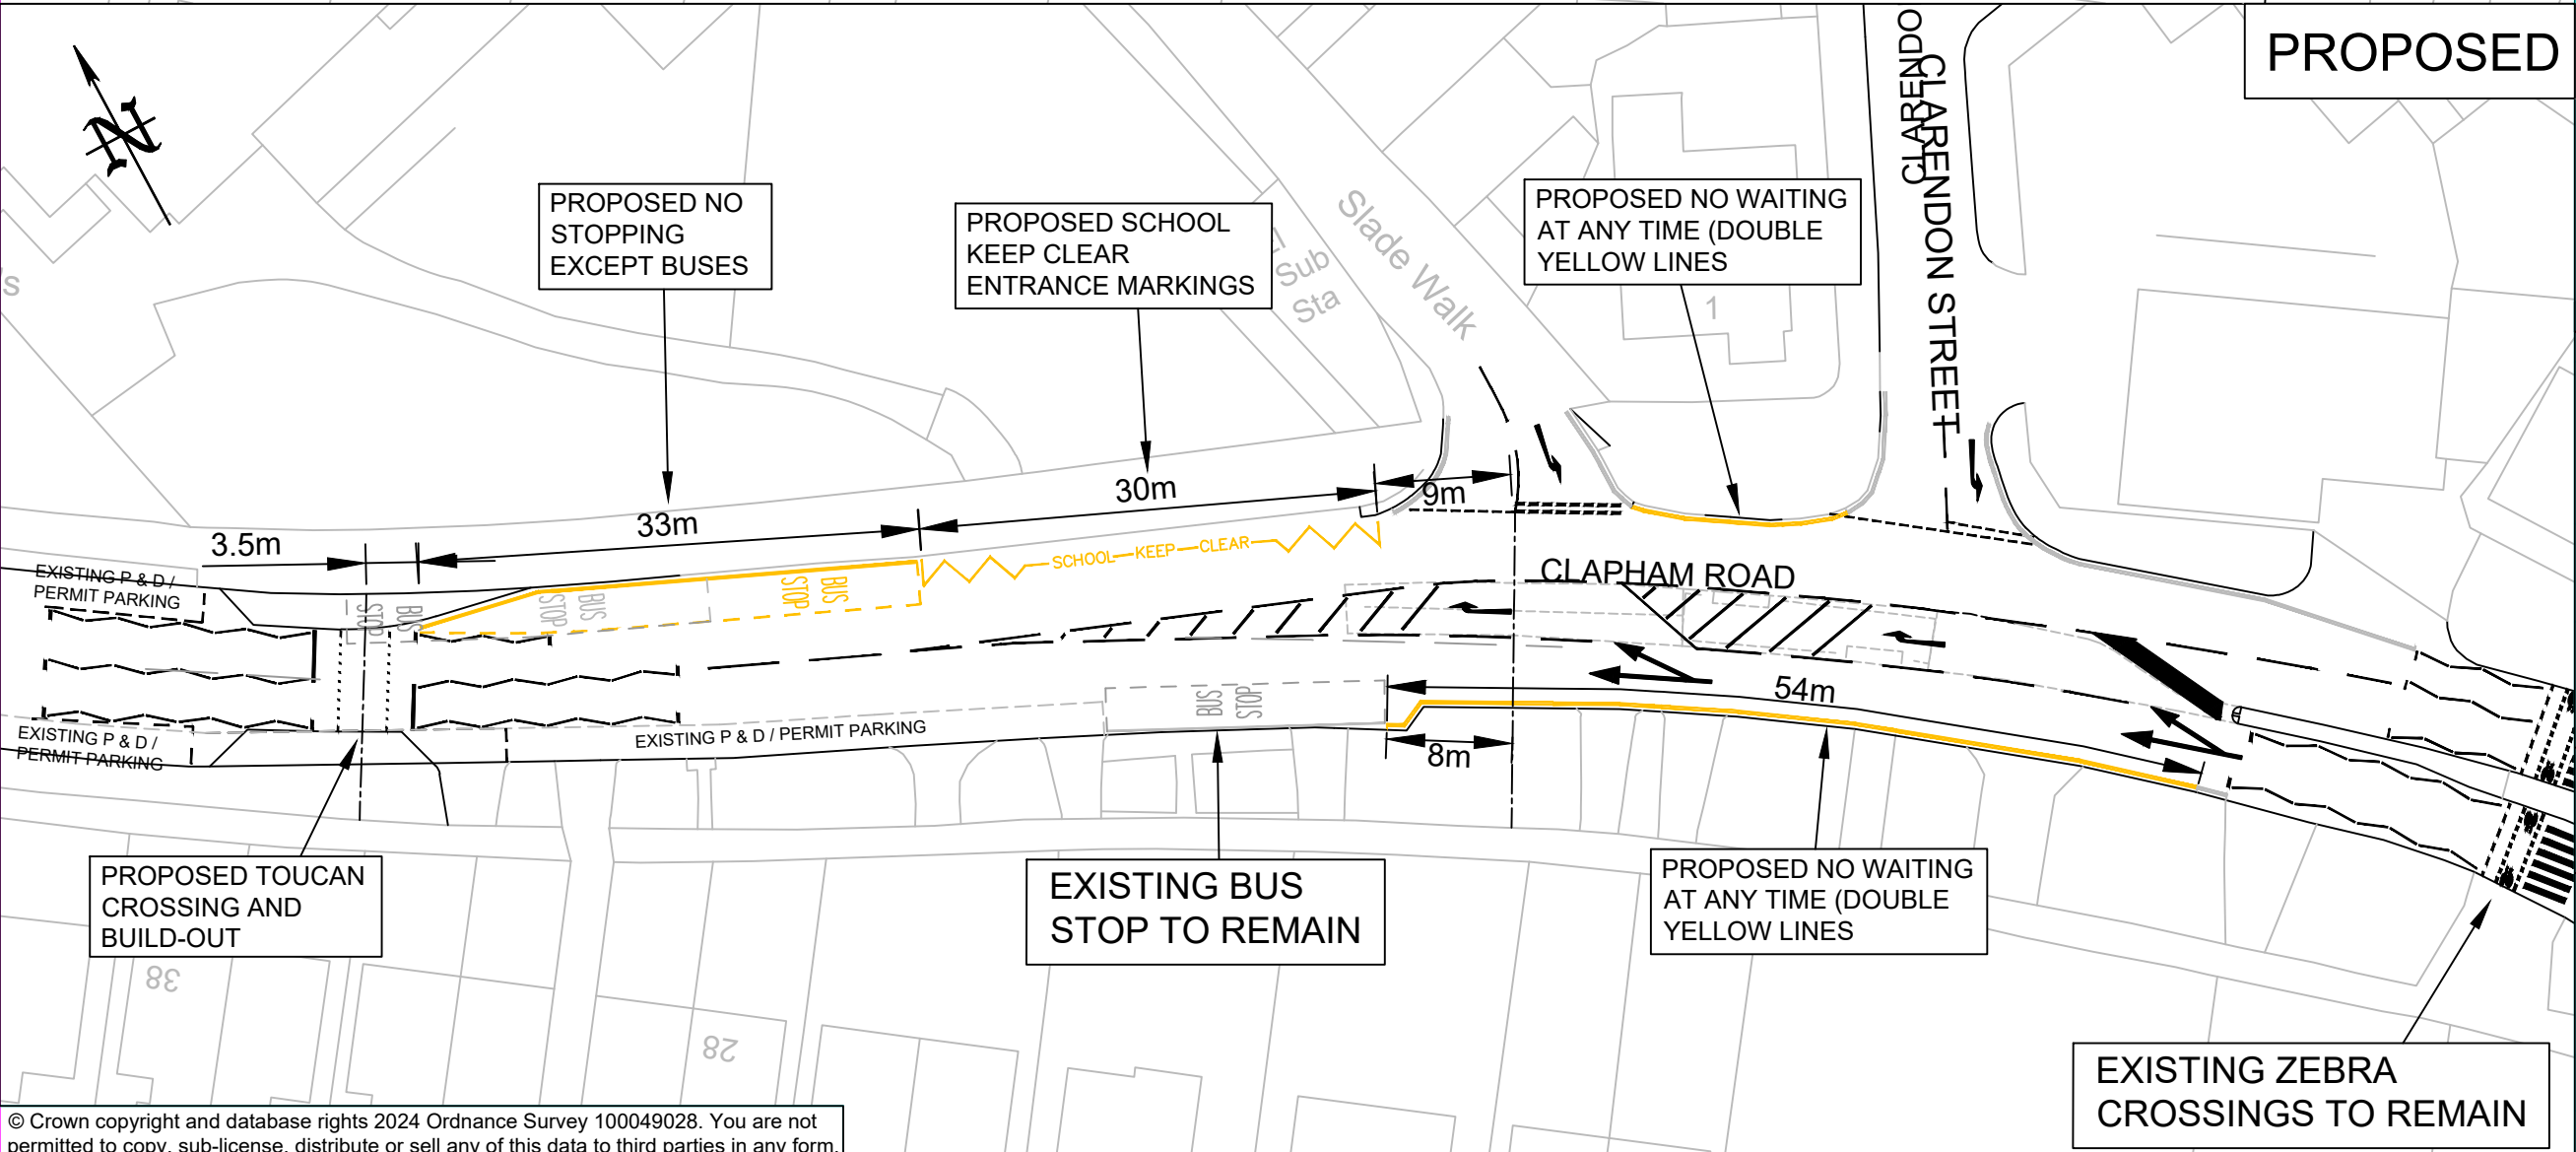 PROPOSED
N
CLARENDO
CLARENDON STREET
PROPOSED NO
STOPPING
EXCEPT BUSES
PROPOSED SCHOOL
KEEP CLEAR
ENTRANCE MARKINGS
Sub
Sta
Slade Walk
PROPOSED NO WAITING
AT ANY TIME (DOUBLE
YELLOW LINES
1
s
3.5m
33m
30m
9m
EXISTING P & D /
PERMIT PARKING
BUS
STOP
BUS
STOP
BUS
STOP
SCHOOL KEEP CLEAR
CLAPHAM ROAD
54m
8m
BUS
STOP
EXISTING P & D /
PERMIT PARKING
EXISTING P & D / PERMIT PARKING
PROPOSED TOUCAN
CROSSING AND
BUILD-OUT
EXISTING BUS
STOP TO REMAIN
PROPOSED NO WAITING
AT ANY TIME (DOUBLE
YELLOW LINES
38
28
EXISTING ZEBRA
CROSSINGS TO REMAIN
© Crown copyright and database rights 2024 Ordnance Survey 100049028. You are not
permitted to copy, sub-license, distribute or sell any of this data to third parties in any form.